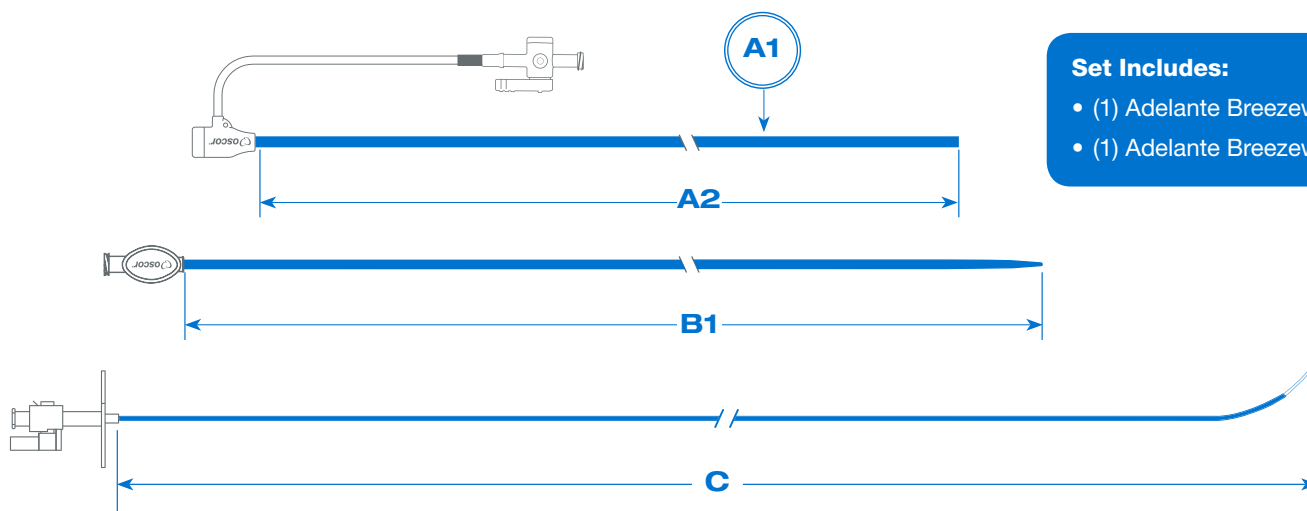 A1
Set Includes:
• (1) Adelante Breezew
• (1) Adelante Breezew
oscor
A2
oscor
B1
C